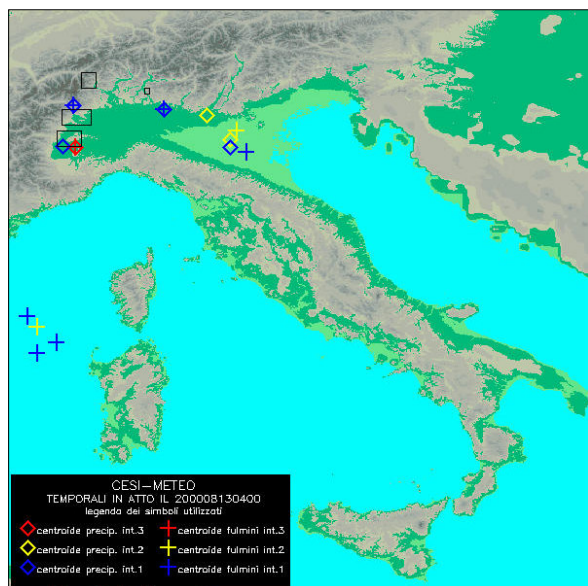 CESI-METEO
TEMPORALI IN ATTO IL 200008130400
legenda dei simboli utilizzati
centroide precip. int.3 centroide fulmini int.3
centroide precip. int.2 centroide fulmini int.2
centroide precip. int.1 centroide fulmini int.1